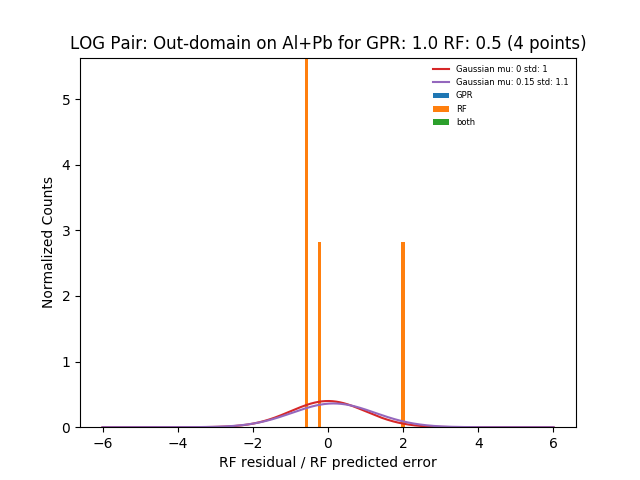 LOG Pair: Out-domain on Al+Pb for GPR: 1.0 RF: 0.5 (4 points)
Gaussian mu: 0 std: 1
Gaussian mu: 0.15 std: 1.1
GPR
RF
both
Normalized Counts
5
4
3
2
1
0
−6 −4 −2 0 2 4 6
RF residual / RF predicted error